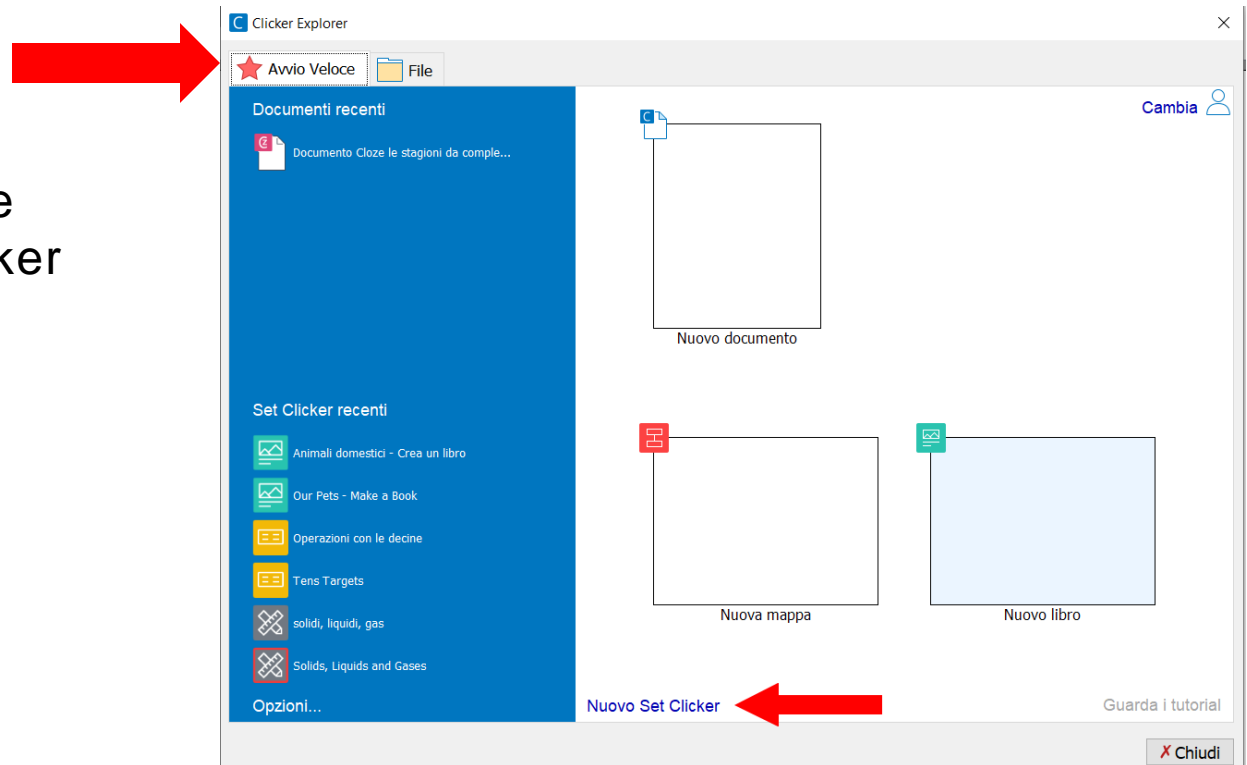 Clicker Explorer
Avvio Veloce
File
e
ker
Documenti recenti
Documento Cloze le stagioni da comple...
Set Clicker recenti
Animali domestici - Crea un libro
Our Pets - Make a Book
Operazioni con le decine
Tens Targets
solidi, liquidi, gas
Solids, Liquids and Gases
Opzioni...
Cambia
Nuovo documento
Nuova mappa
Nuovo libro
Nuovo Set Clicker
Guarda i tutorial
Chiudi